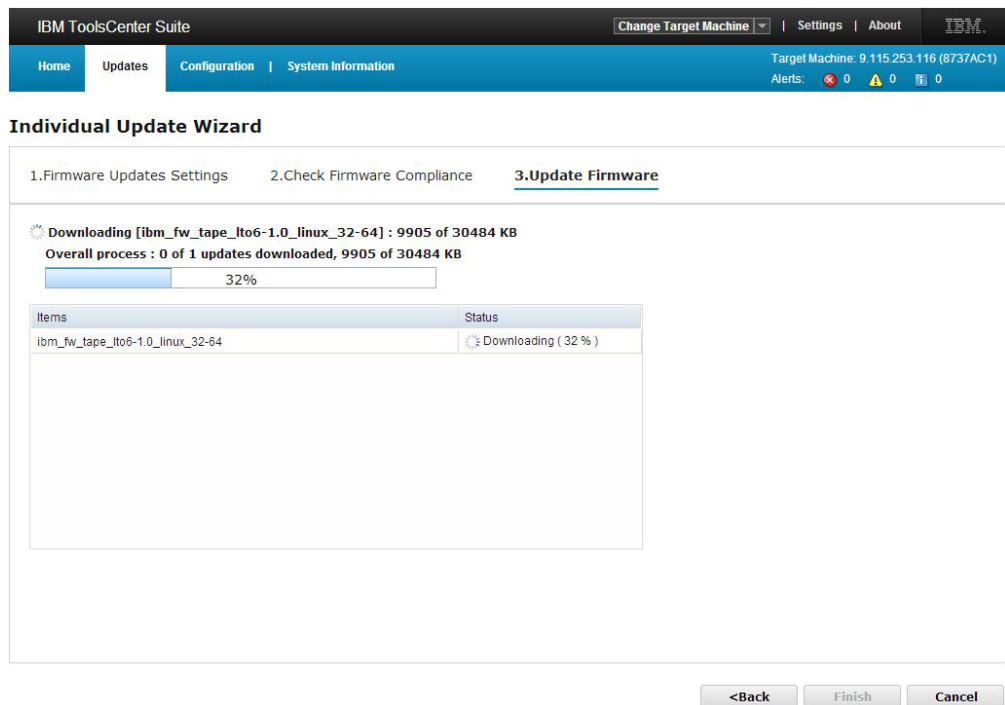 IBM ToolsCenter Suite
Change Target Machine | Settings | About IBM.
Home Updates Configuration | System Information
Target Machine: 9.115.253.116 (8737AC1)
Alerts: 0 0 0
Individual Update Wizard
1.Firmware Updates Settings 2.Check Firmware Compliance 3.Update Firmware
Downloading [ibm_fw_tape_lto6-1.0_linux_32-64] : 9905 of 30484 KB
Overall process : 0 of 1 updates downloaded, 9905 of 30484 KB
32%
Items Status
ibm_fw_tape_lto6-1.0_linux_32-64 Downloading ( 32 % )
<Back Finish Cancel